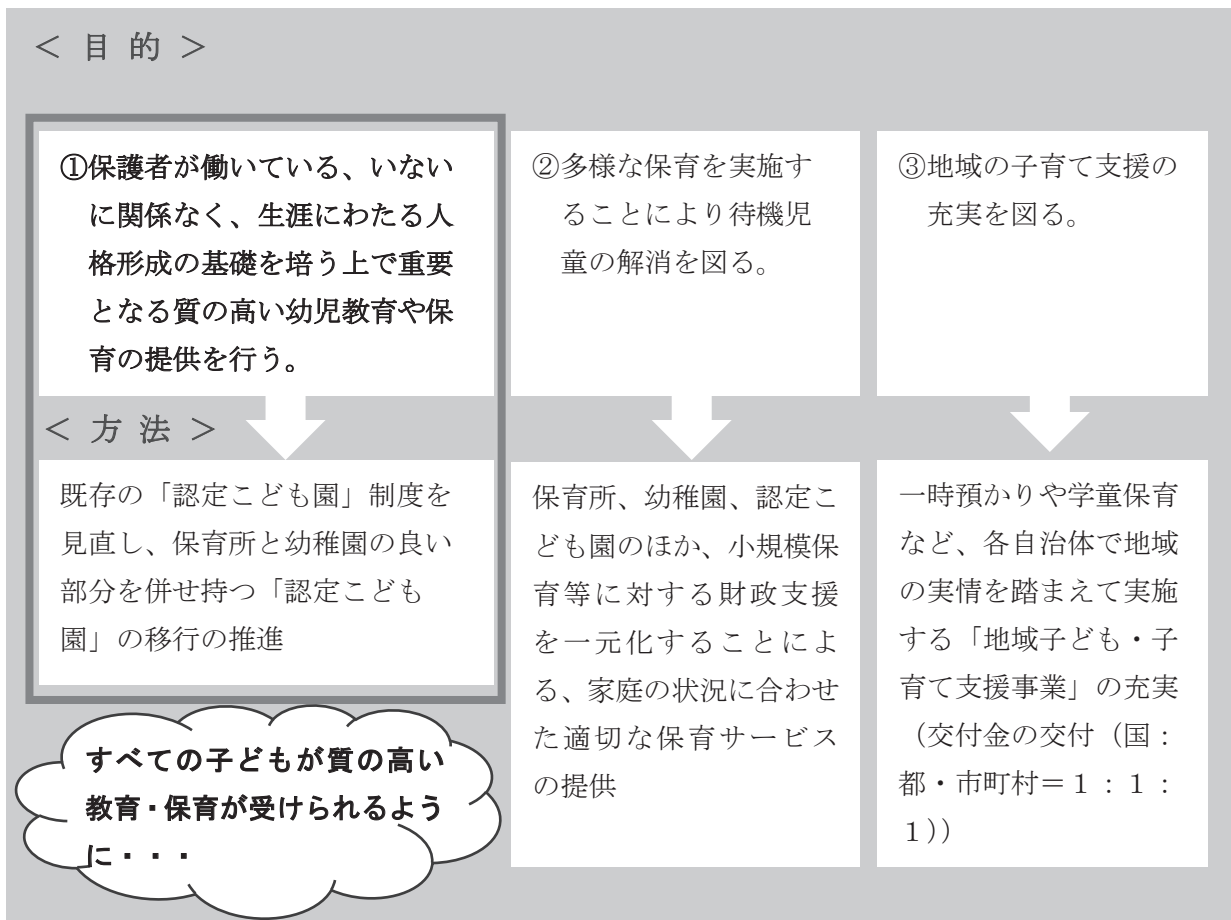 ＜ 目 的 ＞
①保護者が働いている、いない
に関係なく、生涯にわたる人
格形成の基礎を培う上で重要
となる質の高い幼児教育や保
育の提供を行う。
②多様な保育を実施す
ることにより待機児
童の解消を図る。
③地域の子育て支援の
充実を図る。
＜ 方 法 ＞
既存の「認定こども園」制度を
見直し、保育所と幼稚園の良い
部分を併せ持つ「認定こども
園」の移行の推進
保育所、幼稚園、認定こ
ども園のほか、小規模保
育等に対する財政支援
を一元化することによ
る、家庭の状況に合わせ
た適切な保育サービス
の提供
一時預かりや学童保育
など、各自治体で地域
の実情を踏まえて実施
する「地域子ども・子
育て支援事業」の充実
（交付金の交付（国：
都・市町村＝１：１：
１））
すべての子どもが質の高い
教育・保育が受けられるよう
に・・・